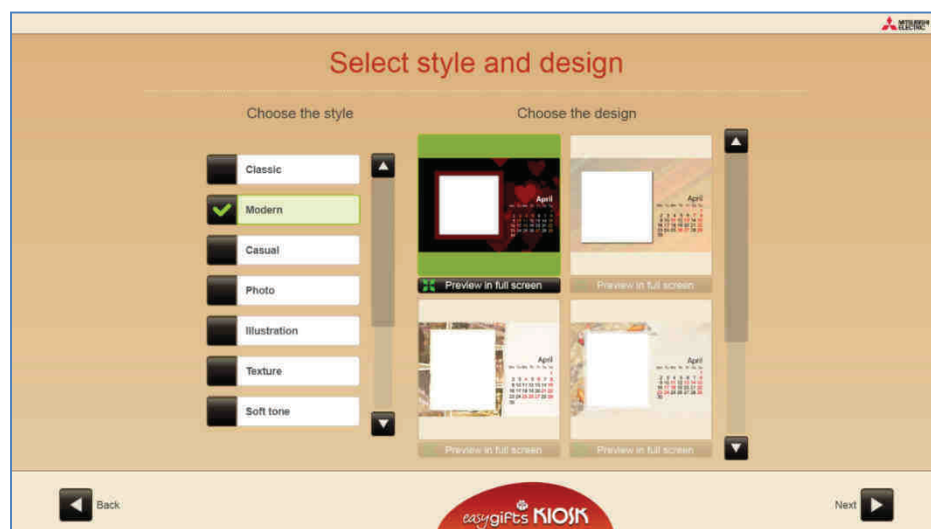 MITSUBISHI
ELECTRIC
Select style and design
Choose the style
Choose the design
Classic
Modern
Casual
Photo
Illustration
Texture
Soft tone
April
Preview in full screen
April
Preview in full screen
April
Preview in full screen
April
Preview in full screen
Back
easygifts KIOSK
Next